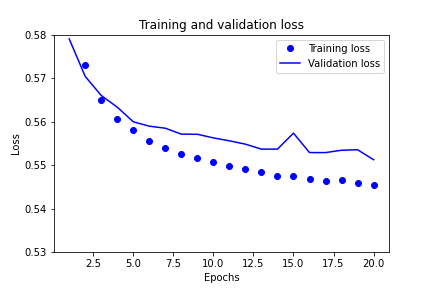 Training and validation loss
Training loss
Validation loss
0.58
0.57
0.56
0.55
0.54
0.53
Loss
2.5 5.0 7.5 10.0 12.5 15.0 17.5 20.0
Epochs